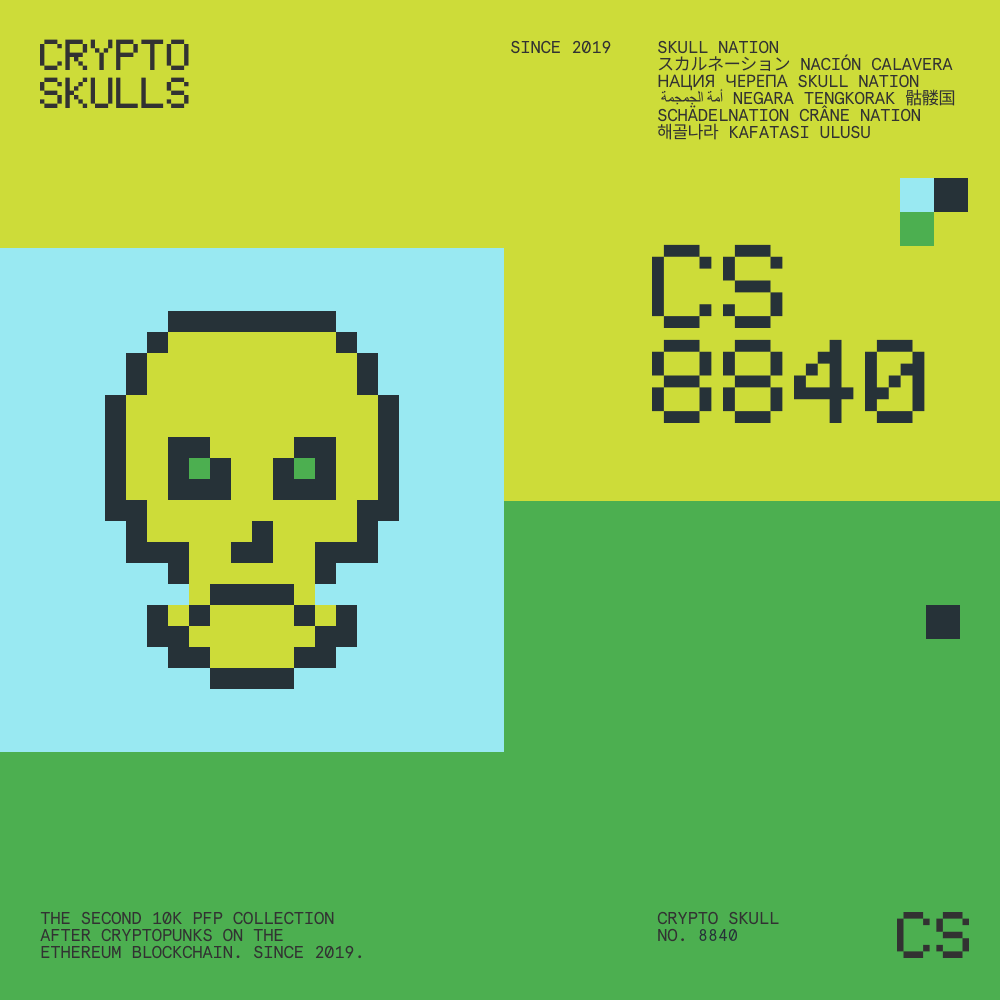 CRYPTO
SKULLS
SINCE 2019
SKULL NATION
スカルネーション NACIÓN CALAVERA
НАЦИЯ ЧЕРЕПА SKULL NATION
أمة الجمجمة NEGARA TENGKORAK 骷髅国
SCHÄDELNATION CRÂNE NATION
해골나라 KAFATASI ULUSU
CS
8840
THE SECOND 10K PFP COLLECTION
AFTER CRYPTOPUNKS ON THE
ETHEREUM BLOCKCHAIN. SINCE 2019.
CRYPTO SKULL
NO. 8840
CS